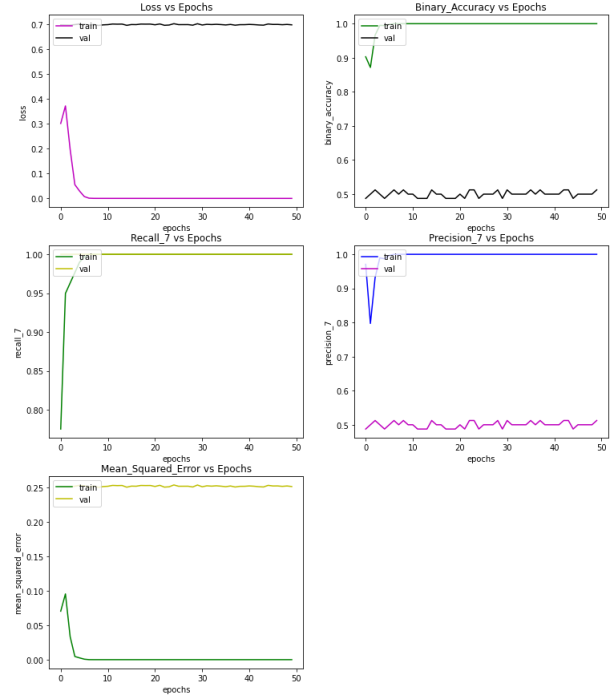 Loss vs Epochs
train
val
0.7
0.6
0.5
0.4
0.3
0.2
0.1
0.0
loss
0 10 20 30 40 50
epochs
Binary_Accuracy vs Epochs
train
val
1.0
0.9
0.8
0.7
0.6
0.5
binary_accuracy
0 10 20 30 40 50
epochs
Recall_7 vs Epochs
train
val
1.00
0.95
0.90
0.85
0.80
recall_7
0 10 20 30 40 50
epochs
Precision_7 vs Epochs
train
val
1.0
0.9
0.8
0.7
0.6
0.5
precision_7
0 10 20 30 40 50
epochs
Mean_Squared_Error vs Epochs
train
val
0.25
0.20
0.15
0.10
0.05
0.00
mean_squared_error
0 10 20 30 40 50
epochs